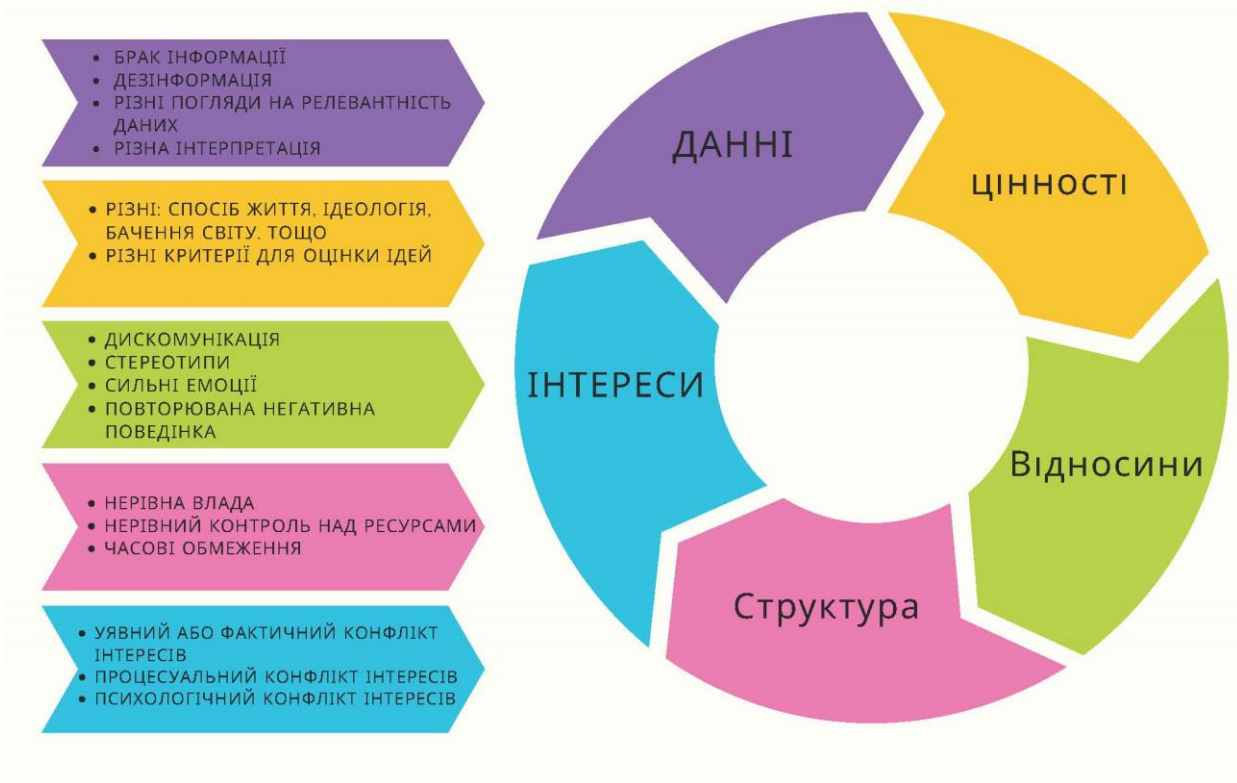 • БРАК ІНФОРМАЦІЇ
• ДЕЗІНФОРМАЦІЯ
• РІЗНІ ПОГЛЯДИ НА РЕЛЕВАНТНІСТЬ
ДАНИХ
• РІЗНА ІНТЕРПРЕТАЦІЯ
• РІЗНІ: СПОСІБ ЖИТТЯ, ІДЕОЛОГІЯ,
БАЧЕННЯ СВІТУ. ТОЩО
• РІЗНІ КРИТЕРІЇ ДЛЯ ОЦІНКИ ІДЕЙ
• ДИСКОМУНІКАЦІЯ
• СТЕРЕОТИПИ
• СИЛЬНІ ЕМОЦІЇ
• ПОВТОРЮВАНА НЕГАТИВНА
ПОВЕДІНКА
• НЕРІВНА ВЛАДА
• НЕРІВНИЙ КОНТРОЛЬ НАД РЕСУРСАМИ
• ЧАСОВІ ОБМЕЖЕННЯ
• УЯВНИЙ АБО ФАКТИЧНИЙ КОНФЛІКТ
ІНТЕРЕСІВ
• ПРОЦЕСУАЛЬНИЙ КОНФЛІКТ ІНТЕРЕСІВ
• ПСИХОЛОГІЧНИЙ КОНФЛІКТ ІНТЕРЕСІВ
ДАННІ
ЦІННОСТІ
Відносини
Структура
ІНТЕРЕСИ